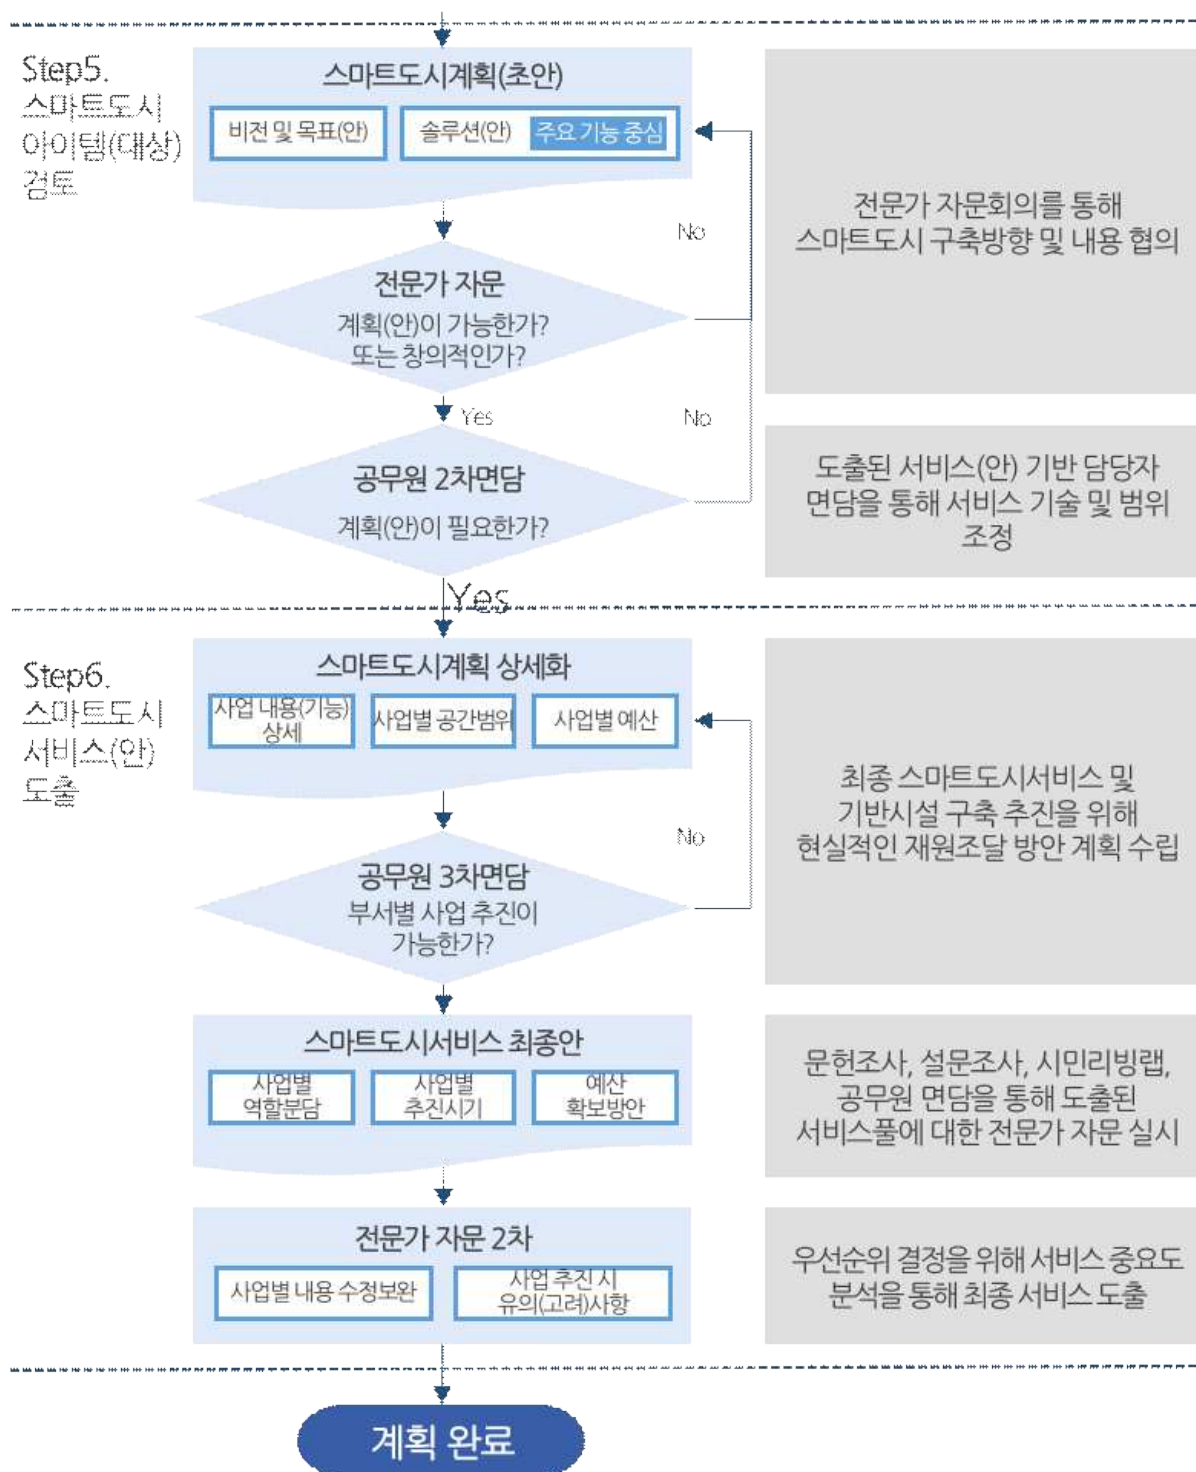 Step5.
스마트도시
아이템(대상)
검토
스마트도시계획(초안)
비전 및 목표(안)
솔루션(안) 주요 기능 중심
No
전문가 자문
계획(안)이 가능한가?
또는 창의적인가?
Yes
No
공무원 2차면담
계획(안)이 필요한가?
Yes
전문가 자문회의를 통해
스마트도시 구축방향 및 내용 협의
도출된 서비스(안) 기반 담당자
면담을 통해 서비스 기술 및 범위
조정
Step6.
스마트도시
서비스(안)
도출
스마트도시계획 상세화
사업 내용(기능)
상세
사업별 공간범위
사업별 예산
No
공무원 3차면담
부서별 사업 추진이
가능한가?
최종 스마트도시서비스 및
기반시설 구축 추진을 위해
현실적인 재원조달 방안 계획 수립
스마트도시서비스 최종안
사업별
역할분담
사업별
추진시기
예산
확보방안
문헌조사, 설문조사, 시민리빙랩,
공무원 면담을 통해 도출된
서비스풀에 대한 전문가 자문 실시
전문가 자문 2차
사업별 내용 수정보완
사업 추진 시
유의(고려)사항
우선순위 결정을 위해 서비스 중요도
분석을 통해 최종 서비스 도출
계획 완료